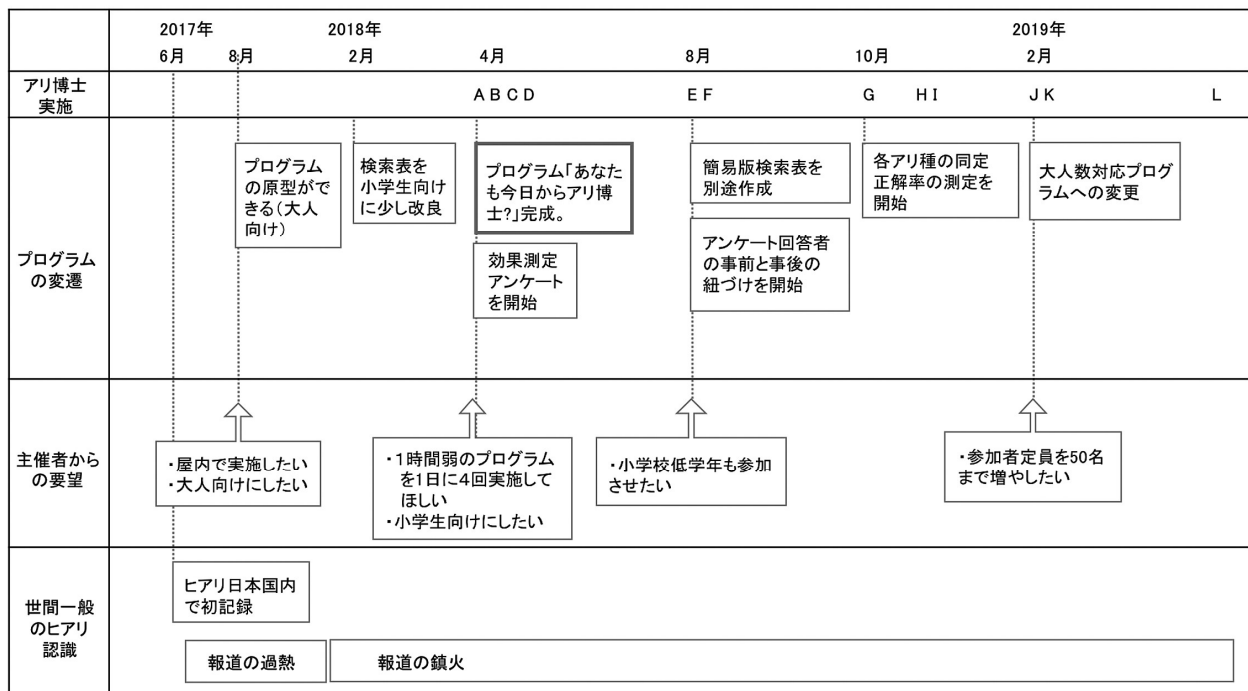 2017年
2018年
2019年
6月
8月
2月
4月
8月
10月
2月
アリ博士
実施
A B C D
E F
G
H I
J K
L
プログラム
の変遷
プログラム
の原型がで
きる(大人
向け)
検索表を
小学生向け
に少し改良
プログラム「あなた
も今日からアリ博
士?」完成。
効果測定
アンケート
を開始
簡易版検索表を
別途作成
アンケート回答者
の事前と事後の
紐づけを開始
各アリ種の同定
正解率の測定を
開始
大人数対応プログ
ラムへの変更
主催者から
の要望
・屋内で実施したい
・大人向けにしたい
・1時間弱のプログラム
を1日に4回実施して
ほしい
・小学生向けにしたい
・小学校低学年も参加
させたい
・参加者定員を50名
まで増やしたい
世間一般
のヒアリ
認識
ヒアリ日本国内
で初記録
報道の過熱
報道の鎮火